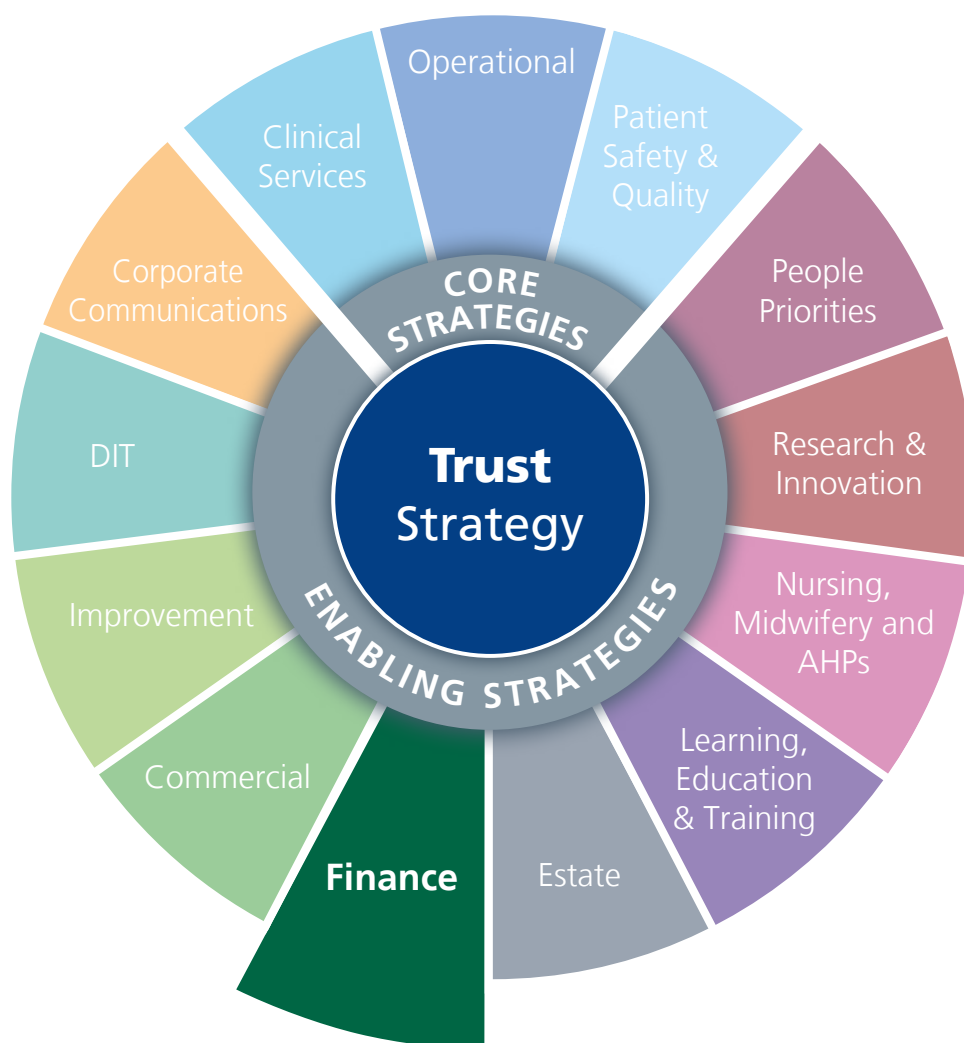 Operational
Clinical
Services
Patient
Safety &
Quality
Corporate
Communications
People
Priorities
CORE
STRATEGIES
DIT
Trust
Strategy
Research &
Innovation
Improvement
ENABLING STRATEGIES
Nursing,
Midwifery and
AHPs
Commercial
Learning,
Education
& Training
Finance
Estate